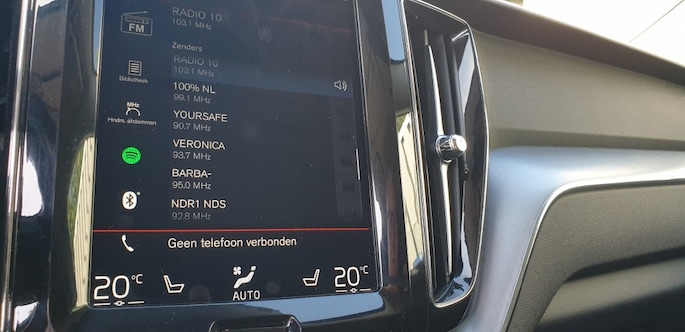 RADIO 10
103.1 MHz
FM
Zenders
RADIO 10
103.1 MHz
Bibliotheek
100% NL
99.1 MHz
MHz
Hndm. afstemmen
YOURSAFE
90.7 MHz
VERONICA
93.7 MHz
BARBA-
95.0 MHz
NDR1 NDS
92.8 MHz
Geen telefoon verbonden
20°C
AUTO
20°C